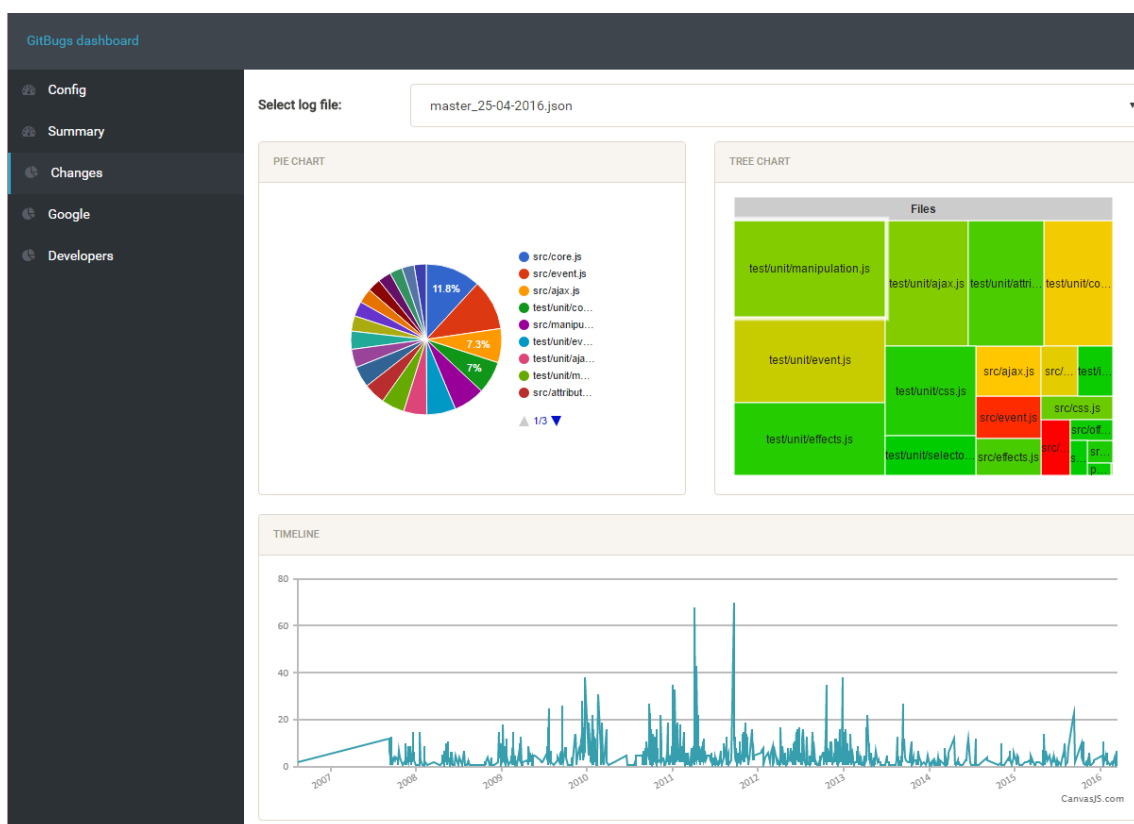 GitBugs dashboard
Config
Summary
Changes
Google
Developers
Select log file:
master_25-04-2016.json
PIE CHART
11.8%
7.3%
7%
src/core.js
src/event.js
src/ajax.js
test/unit/co...
src/manipu...
test/unit/ev...
test/unit/aja...
test/unit/m...
src/attribut...
1/3
TREE CHART
Files
test/unit/manipulation.js
test/unit/ajax.js
test/unit/attri...
test/unit/co...
test/unit/event.js
test/unit/css.js
src/ajax.js
src/...
test/i...
src/event.js
src/css.js
test/unit/effects.js
src/...
src/off...
test/unit/selecto...
src/effects.js
s...
sr...
p...
TIMELINE
80
60
40
20
0
2007
2008
2009
2010
2011
2012
2013
2014
2015
2016
CanvasJS.com